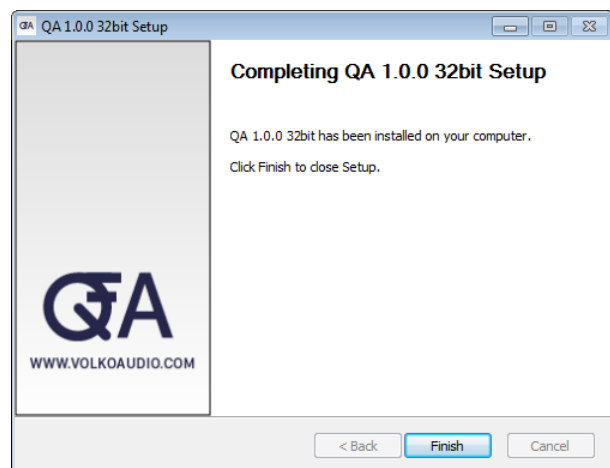 QA 1.0.0 32bit Setup
Completing QA 1.0.0 32bit Setup
QA 1.0.0 32bit has been installed on your computer.
Click Finish to close Setup.
QA
WWW.VOLKOAUDIO.COM
< Back
Finish
Cancel